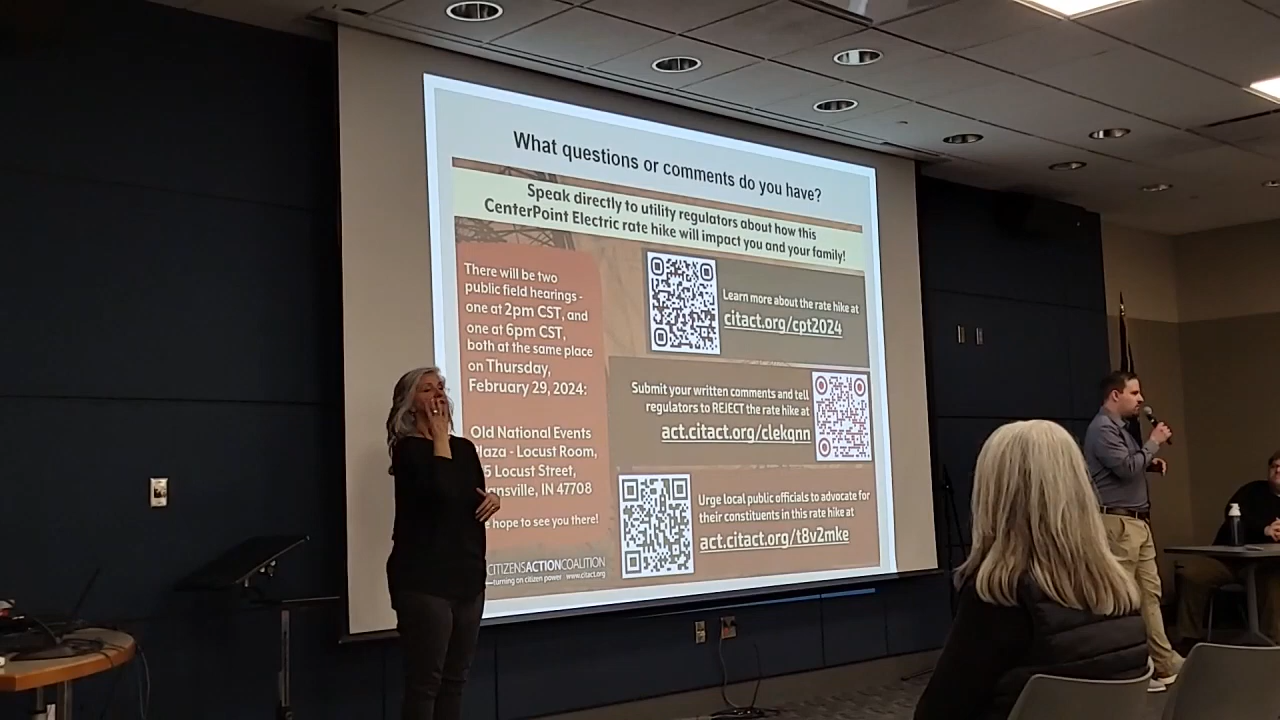 What questions or comments do you have?
Speak directly to utility regulators about how this
CenterPoint Electric rate hike will impact you and your family!
There will be two
public field hearings -
one at 2pm CST, and
one at 6pm CST,
both at the same place
on Thursday,
February 29, 2024:
Old National Events
Plaza - Locust Room,
5 Locust Street,
nsville, IN 47708
hope to see you there!
CITIZENSACTIONCOALITION
turning on citizen power www.citact.org
Learn more about the rate hike at
citact.org/cpt2024
Submit your written comments and tell
regulators to REJECT the rate hike at
act.citact.org/clekqnn
Urge local public officials to advocate for
their constituents in this rate hike at
act.citact.org/t8v2mke